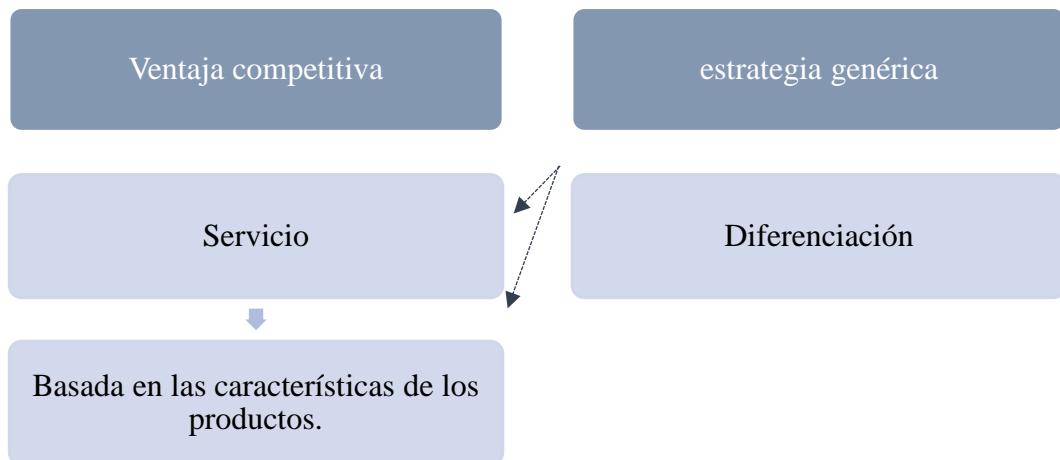 Ventaja competitiva
estrategia genérica
Servicio
Diferenciación
Basada en las características de los
productos.